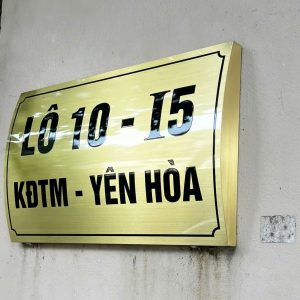 LÔ 10 - I5
KĐTM - YÊN HÒA